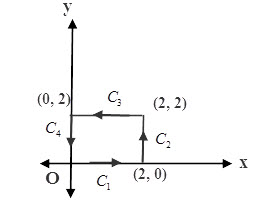 y
(0, 2)
C₃
(2, 2)
C₄
C₂
O
C₁
(2, 0)
x